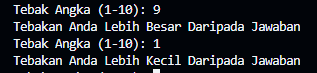 Tebak Angka (1-10): 9
Tebakan Anda Lebih Besar Daripada Jawaban
Tebak Angka (1-10): 1
Tebakan Anda Lebih Kecil Daripada Jawaban